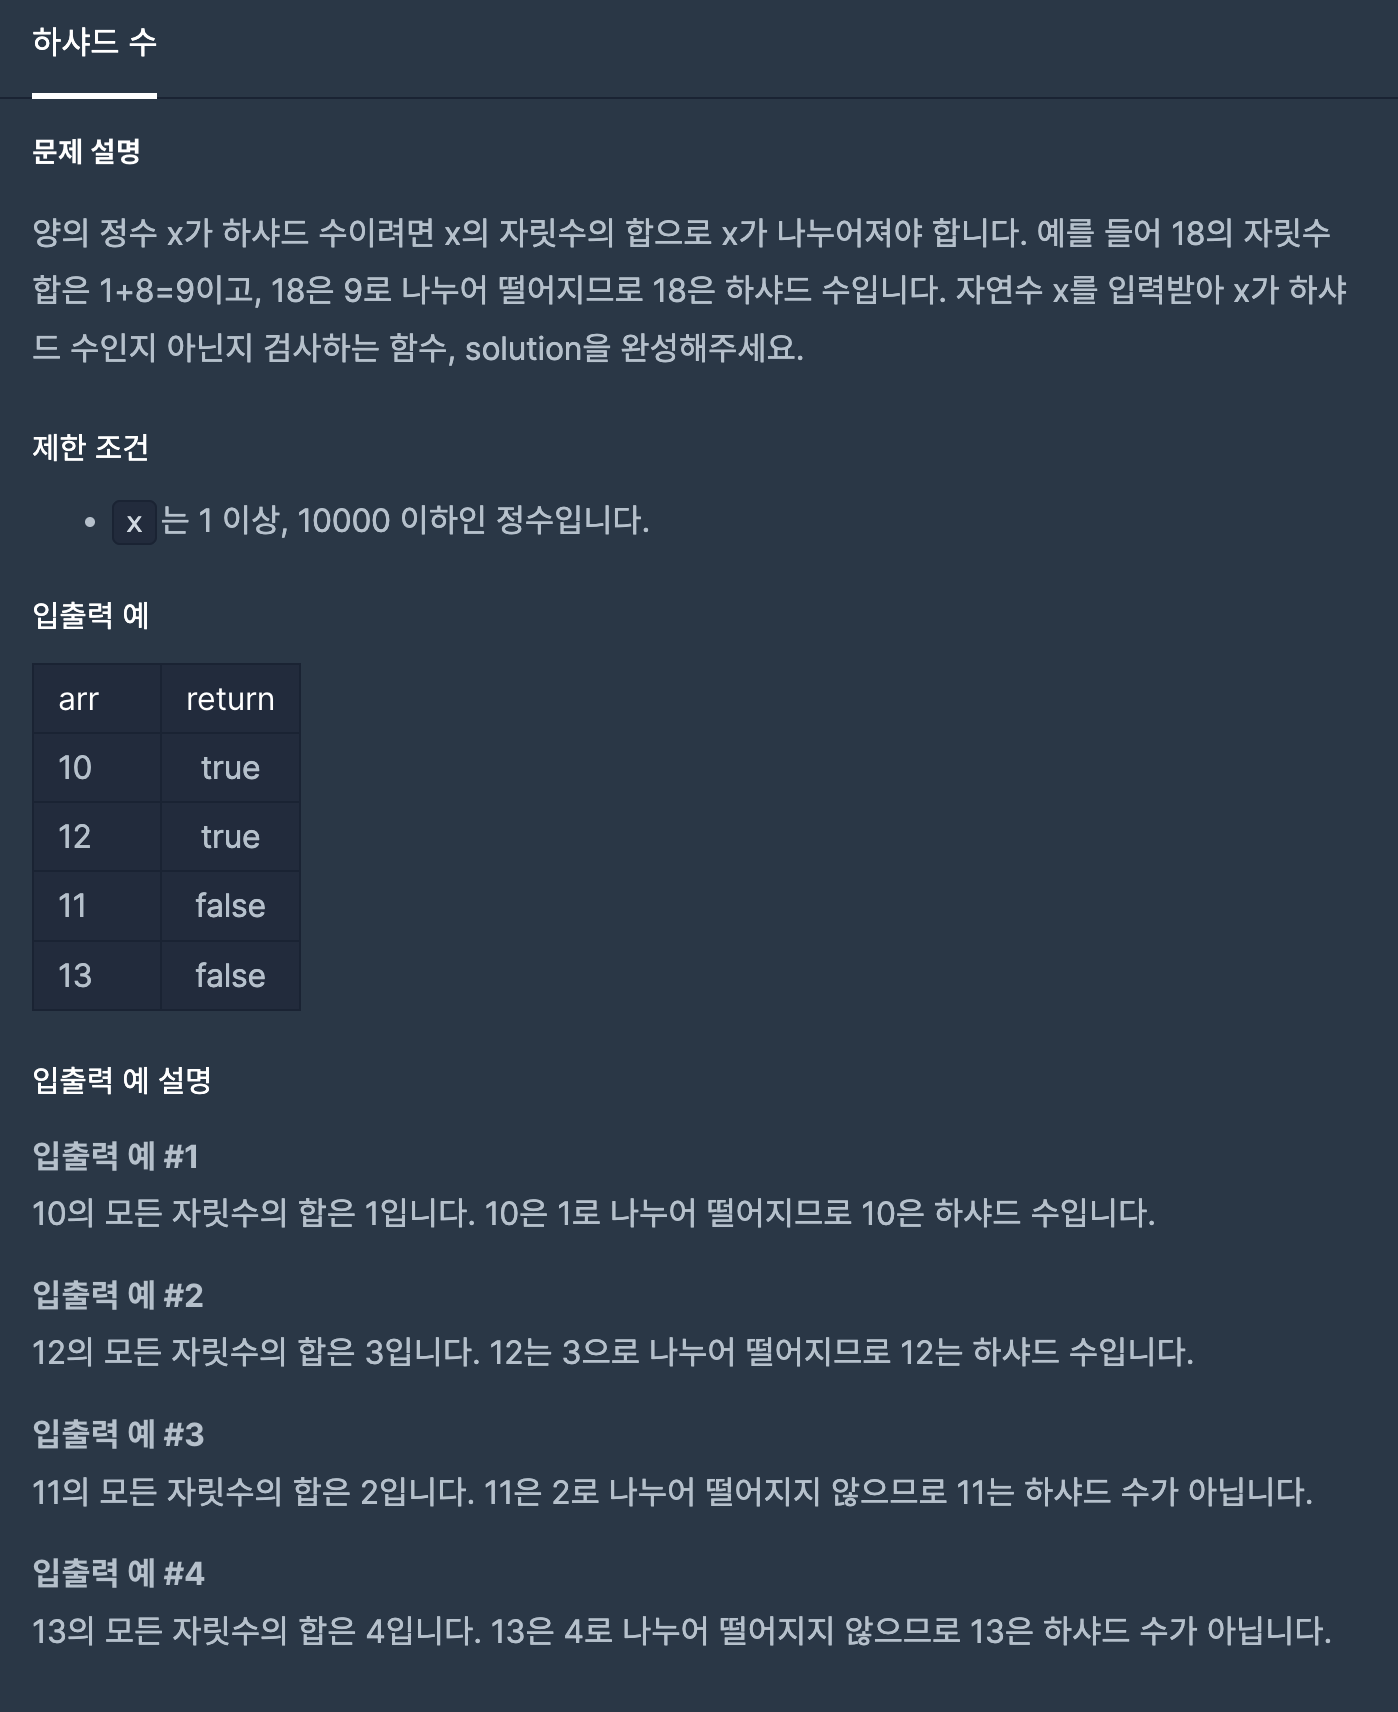 하샤드 수
문제 설명
양의 정수 x가 하샤드 수이려면 x의 자릿수의 합으로 x가 나누어져야 합니다. 예를 들어 18의 자릿수
합은 1+8=9이고, 18은 9로 나누어 떨어지므로 18은 하샤드 수입니다. 자연수 x를 입력받아 x가 하샤
드 수인지 아닌지 검사하는 함수, solution을 완성해주세요.
제한 조건
• x 는 1 이상, 10000 이하인 정수입니다.
입출력 예
arr return
10 true
12 true
11 false
13 false
입출력 예 설명
입출력 예 #1
10의 모든 자릿수의 합은 1입니다. 10은 1로 나누어 떨어지므로 10은 하샤드 수입니다.
입출력 예 #2
12의 모든 자릿수의 합은 3입니다. 12는 3으로 나누어 떨어지므로 12는 하샤드 수입니다.
입출력 예 #3
11의 모든 자릿수의 합은 2입니다. 11은 2로 나누어 떨어지지 않으므로 11는 하샤드 수가 아닙니다.
입출력 예 #4
13의 모든 자릿수의 합은 4입니다. 13은 4로 나누어 떨어지지 않으므로 13은 하샤드 수가 아닙니다.